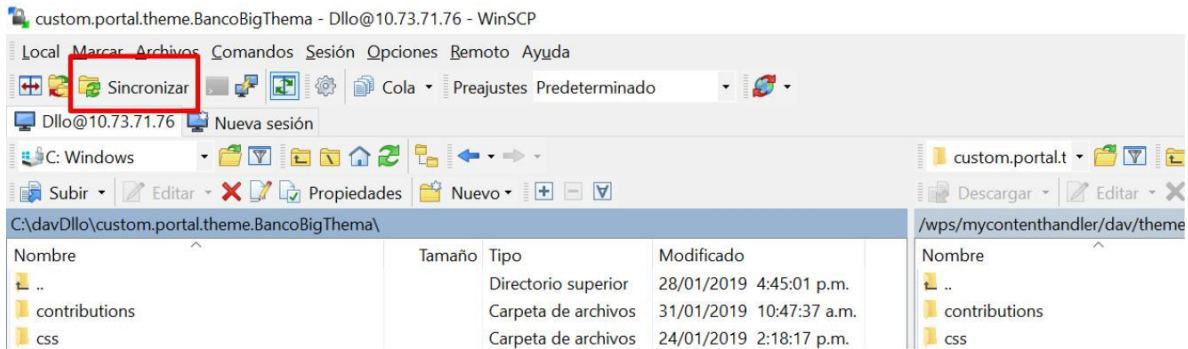 custom.portal.theme.BancoBigThema - Dllo@10.73.71.76 - WinSCP
Local Marcar Archivos Comandos Sesión Opciones Remoto Ayuda
Sincronizar Cola Preajustes Predeterminado
Dllo@10.73.71.76 Nueva sesión
C: Windows custom.portal.t
Subir Editar Propiedades Nuevo Descargar Editar
C:\davDllo\custom.portal.theme.BancoBigThema\ /wps/mycontenthandler/dav/theme
Nombre Tamaño Tipo Modificado Nombre
.. Directorio superior 28/01/2019 4:45:01 p.m. ..
contributions Carpeta de archivos 31/01/2019 10:47:37 a.m. contributions
css Carpeta de archivos 24/01/2019 2:18:17 p.m. css